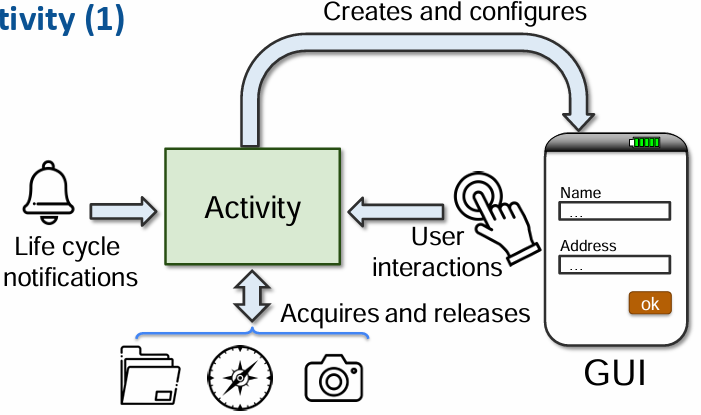 tivity (1)
Creates and configures
Activity
Life cycle
notifications
User
interactions
Name
...
Address
...
ok
Acquires and releases
GUI